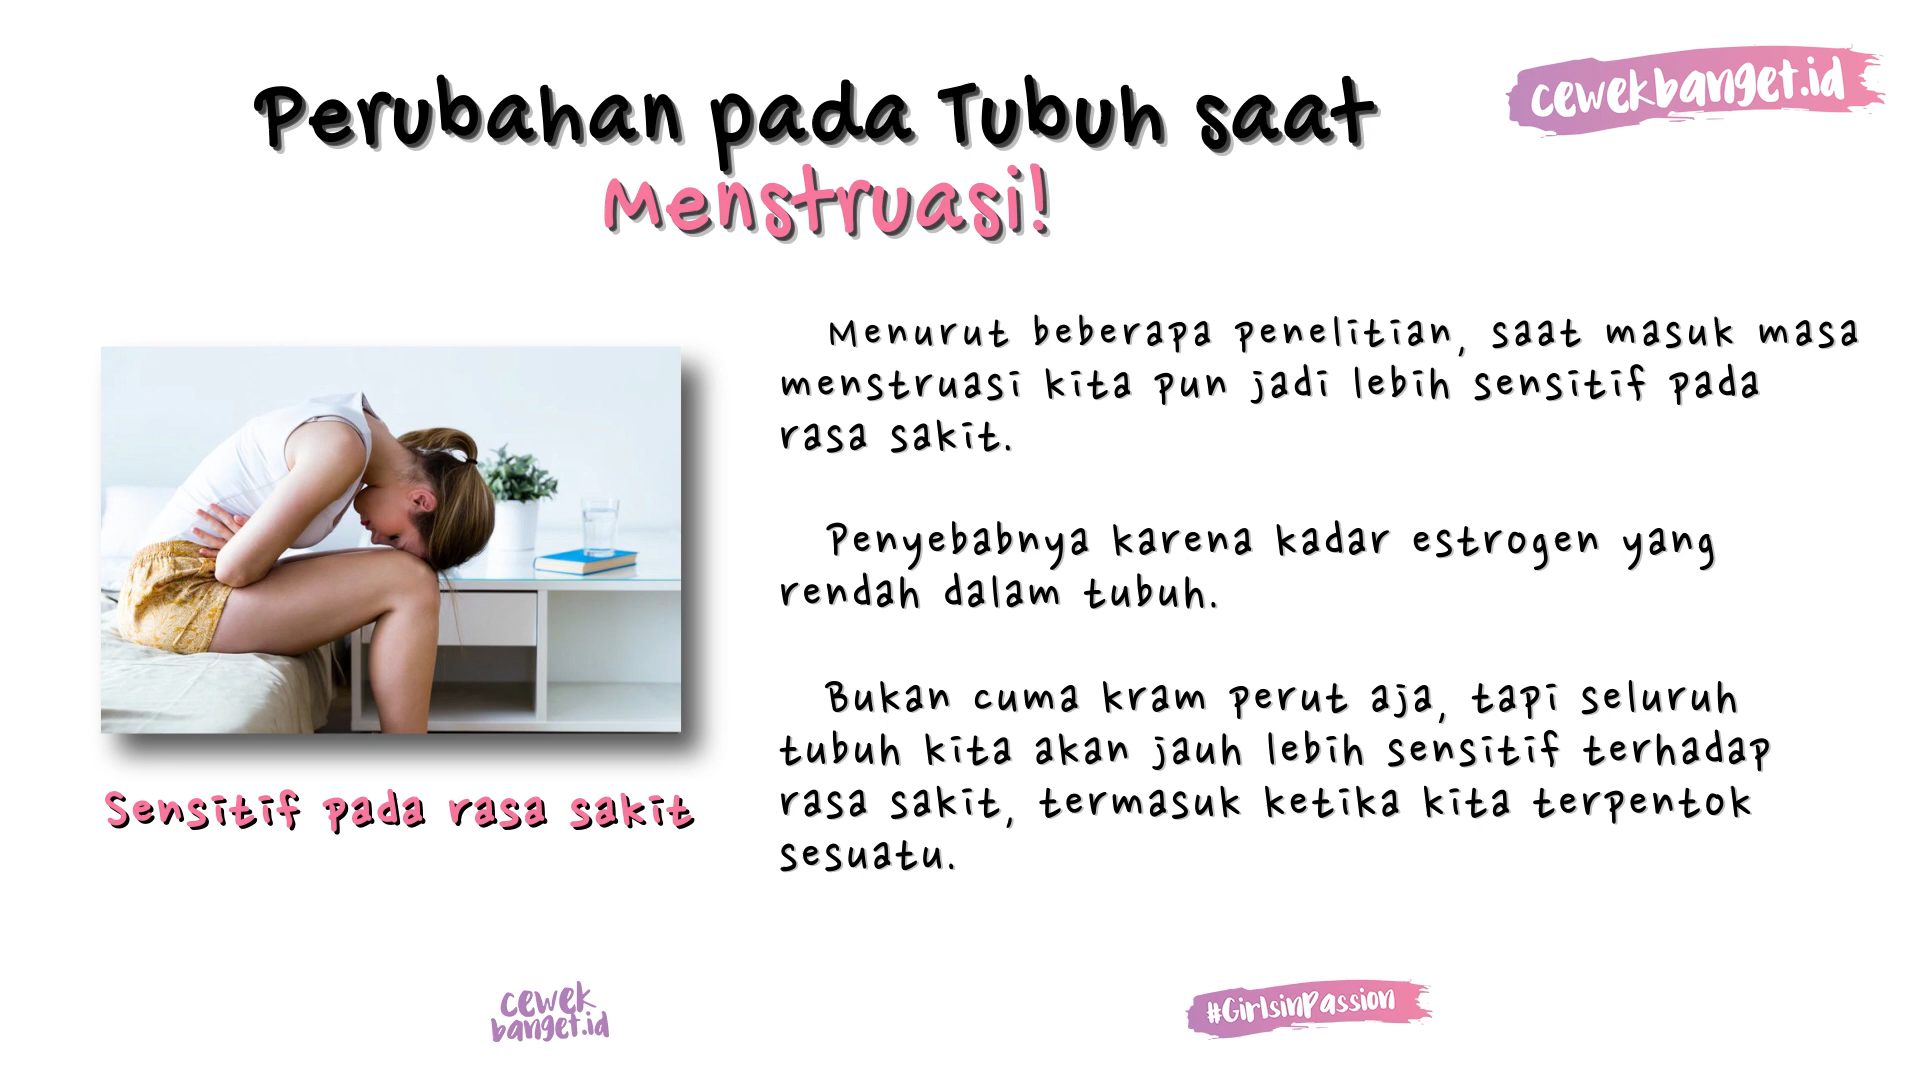 cewekbanget.id
Perubahan pada Tubuh saat
Menstruasi!
Menurut beberapa penelitian, saat masuk masa
menstruasi kita pun jadi lebih sensitif pada
rasa sakit.
Penyebabnya karena kadar estrogen yang
rendah dalam tubuh.
Bukan cuma kram perut aja, tapi seluruh
tubuh kita akan jauh lebih sensitif terhadap
rasa sakit, termasuk ketika kita terpentok
sesuatu.
Sensitif pada rasa sakit
cewek
banget.id
#GirlsinPassion